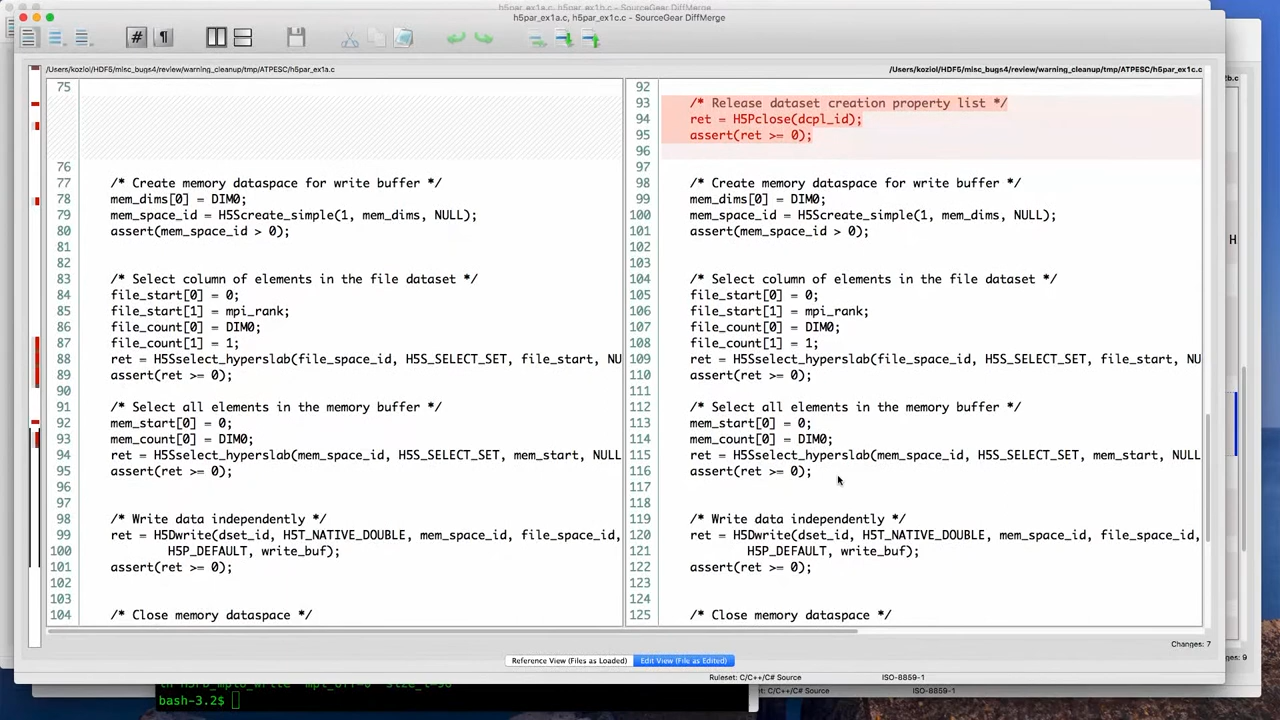 h5par_ex1a.c, h5par_ex1b.c - SourceGear DiffMerge
h5par_ex1a.c, h5par_ex1c.c - SourceGear DiffMerge
/Users/koziol/HDF5/misc_bugs4/review/warning_cleanup/tmp/ATPESC/h5par_ex1a.c
/Users/koziol/HDF5/misc_bugs4/review/warning_cleanup/tmp/ATPESC/h5par_ex1c.c
2b.c
75
76
77 /* Create memory dataspace for write buffer */
78 mem_dims[0] = DIM0;
79 mem_space_id = H5Screate_simple(1, mem_dims, NULL);
80 assert(mem_space_id > 0);
81
82
83 /* Select column of elements in the file dataset */
84 file_start[0] = 0;
85 file_start[1] = mpi_rank;
86 file_count[0] = DIM0;
87 file_count[1] = 1;
88 ret = H5Sselect_hyperslab(file_space_id, H5S_SELECT_SET, file_start, NU
89 assert(ret >= 0);
90
91 /* Select all elements in the memory buffer */
92 mem_start[0] = 0;
93 mem_count[0] = DIM0;
94 ret = H5Sselect_hyperslab(mem_space_id, H5S_SELECT_SET, mem_start, NULL
95 assert(ret >= 0);
96
97
98 /* Write data independently */
99 ret = H5Dwrite(dset_id, H5T_NATIVE_DOUBLE, mem_space_id, file_space_id,
100 H5P_DEFAULT, write_buf);
101 assert(ret >= 0);
102
103
104 /* Close memory dataspace */
92
93 /* Release dataset creation property list */
94 ret = H5Pclose(dcpl_id);
95 assert(ret >= 0);
96
97
98 /* Create memory dataspace for write buffer */
99 mem_dims[0] = DIM0;
100 mem_space_id = H5Screate_simple(1, mem_dims, NULL);
101 assert(mem_space_id > 0);
102
103
104 /* Select column of elements in the file dataset */
105 file_start[0] = 0;
106 file_start[1] = mpi_rank;
107 file_count[0] = DIM0;
108 file_count[1] = 1;
109 ret = H5Sselect_hyperslab(file_space_id, H5S_SELECT_SET, file_start, NU
110 assert(ret >= 0);
111
112 /* Select all elements in the memory buffer */
113 mem_start[0] = 0;
114 mem_count[0] = DIM0;
115 ret = H5Sselect_hyperslab(mem_space_id, H5S_SELECT_SET, mem_start, NULL
116 assert(ret >= 0);
117
118
119 /* Write data independently */
120 ret = H5Dwrite(dset_id, H5T_NATIVE_DOUBLE, mem_space_id, file_space_id,
121 H5P_DEFAULT, write_buf);
122 assert(ret >= 0);
123
124
125 /* Close memory dataspace */
H
Changes: 7
ges: 9
Reference View (Files as Loaded) Edit View (File as Edited)
Ruleset: C/C++/C# Source ISO-8859-1
t: C/C++/C# Source ISO-8859-1
bash-3.2$